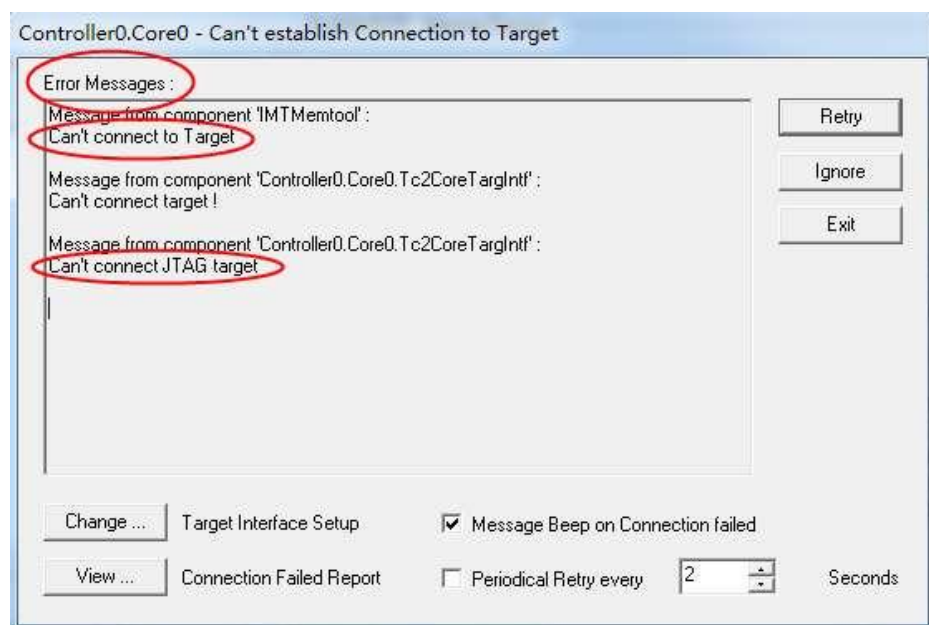 Controller0.Core0 - Can't establish Connection to Target
Error Messages :
Message from component 'IMTMemtool' :
Can't connect to Target
Message from component 'Controller0.Core0.Tc2CoreTargIntf' :
Can't connect target !
Message from component 'Controller0.Core0.Tc2CoreTargIntf' :
Can't connect JTAG target
Retry
Ignore
Exit
Change ... Target Interface Setup Message Beep on Connection failed
View ... Connection Failed Report Periodical Retry every 2 Seconds